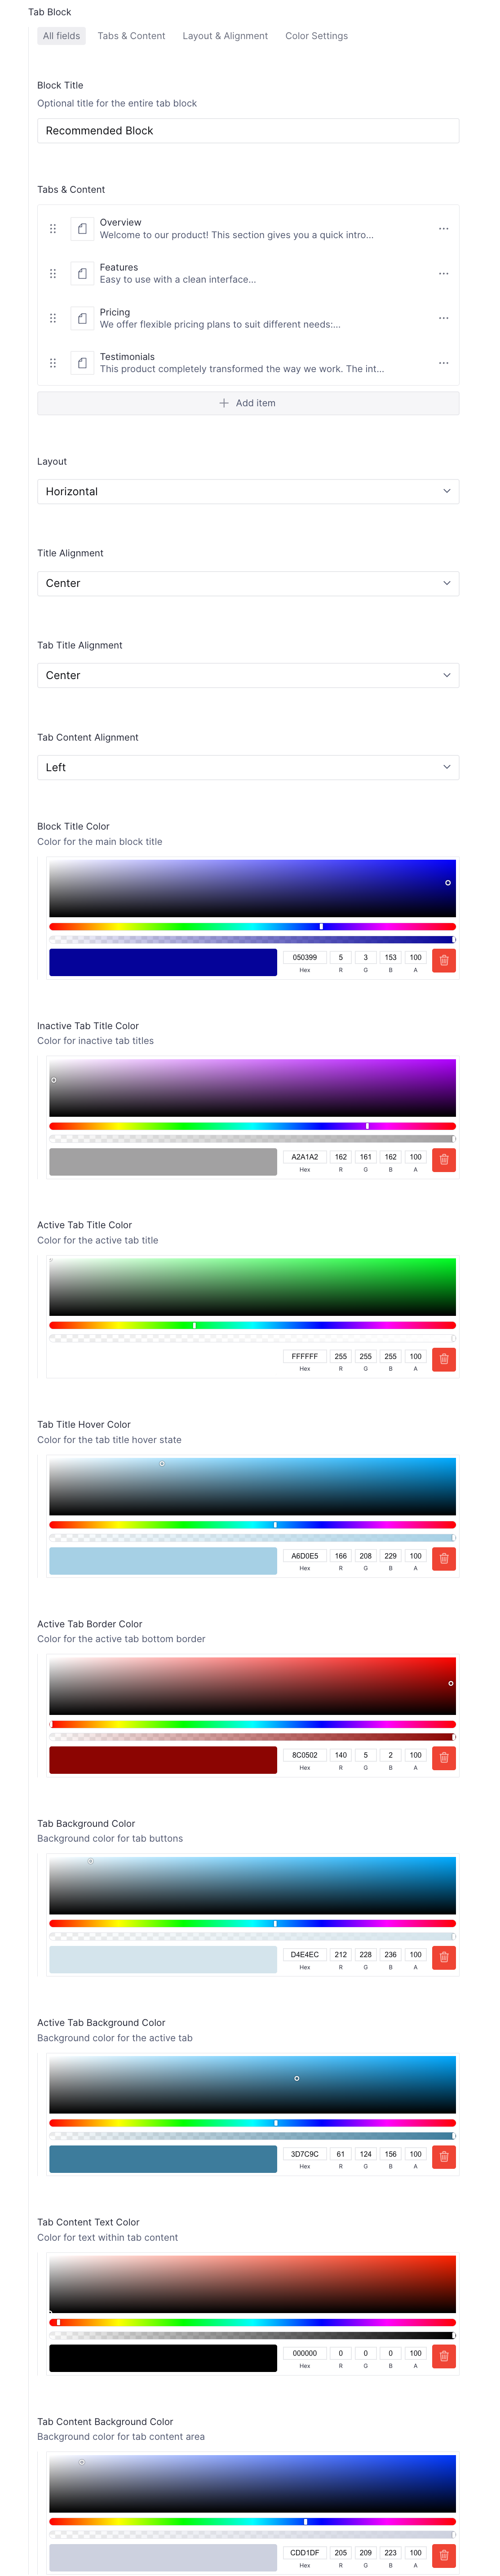 Tab Block
All fields Tabs & Content Layout & Alignment Color Settings
Block Title
Optional title for the entire tab block
Recommended Block
Tabs & Content
Overview
Welcome to our product! This section gives you a quick intro...
Features
Easy to use with a clean interface...
Pricing
We offer flexible pricing plans to suit different needs:...
Testimonials
This product completely transformed the way we work. The int...
Add item
Layout
Horizontal
Title Alignment
Center
Tab Title Alignment
Center
Tab Content Alignment
Left
Block Title Color
Color for the main block title
050399 5 3 153 100
Hex R G B A
Inactive Tab Title Color
Color for inactive tab titles
A2A1A2 162 161 162 100
Hex R G B A
Active Tab Title Color
Color for the active tab title
FFFFFF 255 255 255 100
Hex R G B A
Tab Title Hover Color
Color for the tab title hover state
A6D0E5 166 208 229 100
Hex R G B A
Active Tab Border Color
Color for the active tab bottom border
8C0502 140 5 2 100
Hex R G B A
Tab Background Color
Background color for tab buttons
D4E4EC 212 228 236 100
Hex R G B A
Active Tab Background Color
Background color for the active tab
3D7C9C 61 124 156 100
Hex R G B A
Tab Content Text Color
Color for text within tab content
000000 0 0 0 100
Hex R G B A
Tab Content Background Color
Background color for tab content area
CDD1DF 205 209 223 100
Hex R G B A